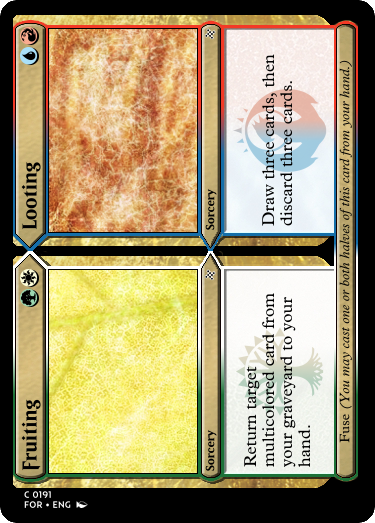 Fruiting
Sorcery
Return target
multicolored card from
your graveyard to your
hand.
Looting
Sorcery
Draw three cards, then
discard three cards.
Fuse (You may cast one or both halves of this card from your hand.)
C 0191
FOR • ENG